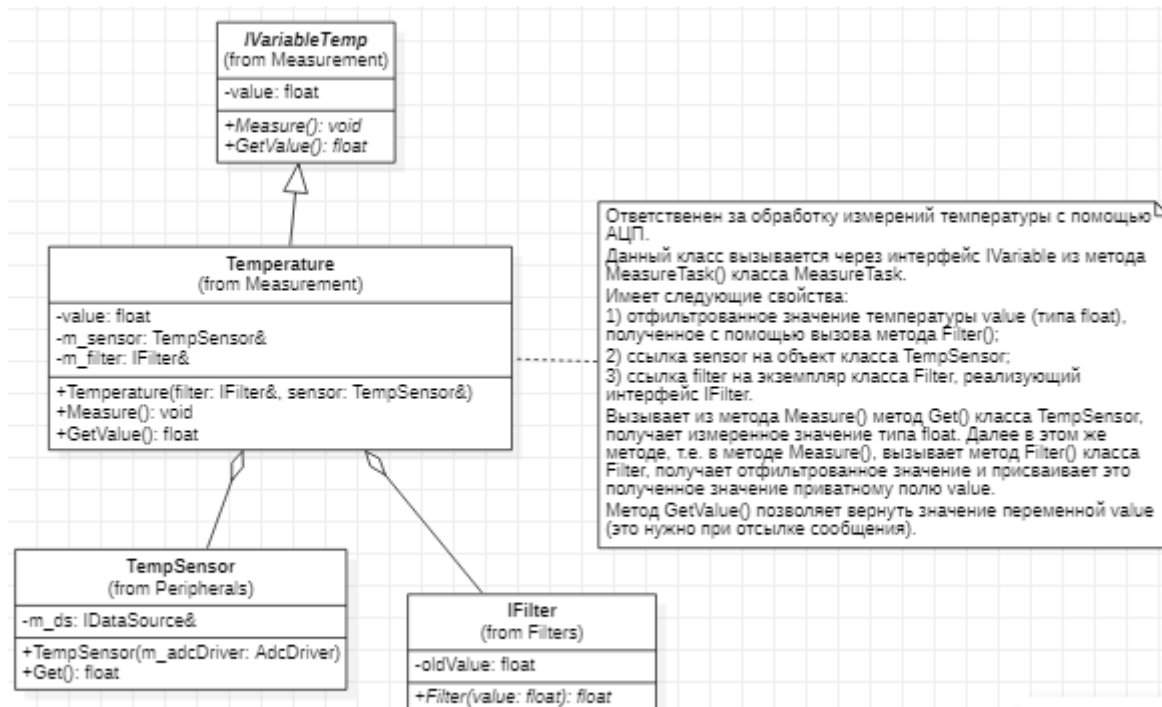 IVariableTemp
(from Measurement)
-value: float
+Measure(): void
+GetValue(): float
Temperature
(from Measurement)
-value: float
-m_sensor: TempSensor&
-m_filter: IFilter&
+Temperature(filter: IFilter&, sensor: TempSensor&)
+Measure(): void
+GetValue(): float
Ответственен за обработку измерений температуры с помощью
АЦП.
Данный класс вызывается через интерфейс IVariable из метода
MeasureTask() класса MeasureTask.
Имеет следующие свойства:
1) отфильтрованное значение температуры value (типа float),
полученное с помощью вызова метода Filter();
2) ссылка sensor на объект класса TempSensor;
3) ссылка filter на экземпляр класса Filter, реализующий
интерфейс IFilter.
Вызывает из метода Measure() метод Get() класса TempSensor,
получает измеренное значение типа float. Далее в этом же
методе, т.е. в методе Measure(), вызывает метод Filter() класса
Filter, получает отфильтрованное значение и присваивает это
полученное значение приватному полю value.
Метод GetValue() позволяет вернуть значение переменной value
(это нужно при отсылке сообщения).
TempSensor
(from Peripherals)
-m_ds: IDataSource&
+TempSensor(m_adcDriver: AdcDriver)
+Get(): float
IFilter
(from Filters)
-oldValue: float
+Filter(value: float): float